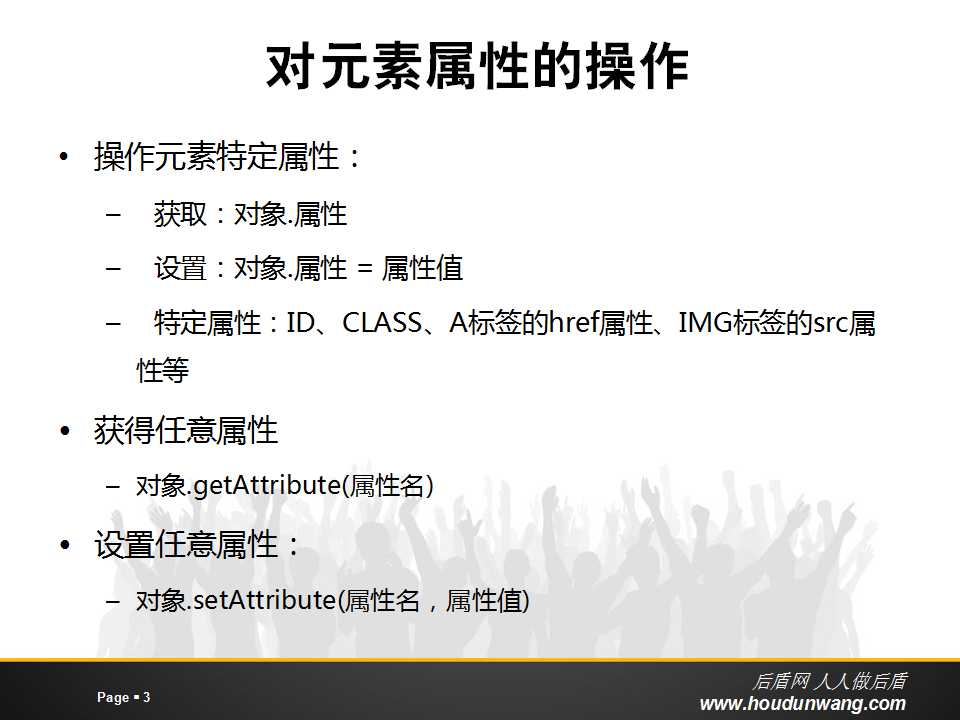 对元素属性的操作
• 操作元素特定属性：
– 获取：对象.属性
– 设置：对象.属性 = 属性值
– 特定属性：ID、CLASS、A标签的href属性、IMG标签的src属
性等
• 获得任意属性
– 对象.getAttribute(属性名)
• 设置任意属性：
– 对象.setAttribute(属性名，属性值)
Page ▪ 3
后盾网 人人做后盾
www.houdunwang.com